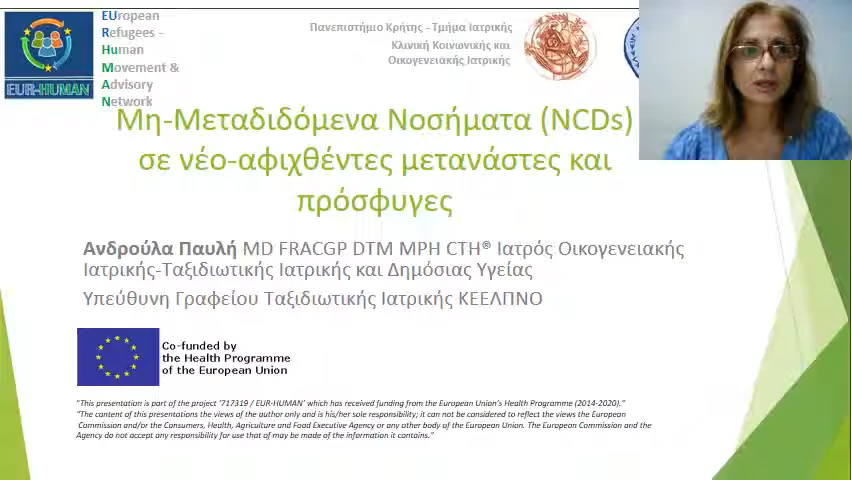 EUropean
Refugees –
Human
Movement &
Advisory
Network
EUR-HUMAN
Πανεπιστήμιο Κρήτης - Τμήμα Ιατρικής
Κλινική Κοινωνικής και
Οικογενειακής Ιατρικής
Μη-Μεταδιδόμενα Νοσήματα (NCDs)
σε νέο-αφιχθέντες μετανάστες και
πρόσφυγες
Ανδρούλα Παυλή MD FRACGP DTM MPH CTH® Ιατρός Οικογενειακής
Ιατρικής-Ταξιδιωτικής Ιατρικής και Δημόσιας Υγείας
Υπεύθυνη Γραφείου Ταξιδιωτικής Ιατρικής ΚΕΕΛΠΝΟ
Co-funded by
the Health Programme
of the European Union
"This presentation is part of the project '717319 / EUR-HUMAN' which has received funding from the European Union's Health Programme (2014-2020)."
"The content of this presentations the views of the author only and is his/her sole responsibility; it can not be considered to reflect the views the European
Commission and/or the Consumers, Health, Agriculture and Food Executive Agency or any other body of the European Union. The European Commission and the
Agency do not accept any responsibility far use that of may be made of the information it contains."